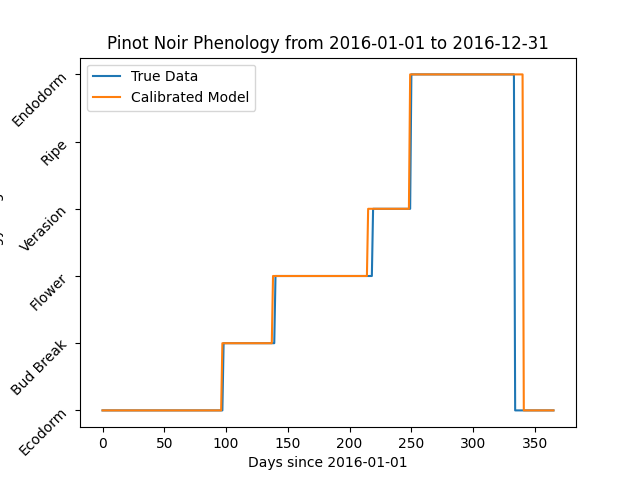 Pinot Noir Phenology from 2016-01-01 to 2016-12-31
True Data
Calibrated Model
Endodorm
Ripe
Verasion
Flower
Bud Break
Ecodorm
0 50 100 150 200 250 300 350
Days since 2016-01-01